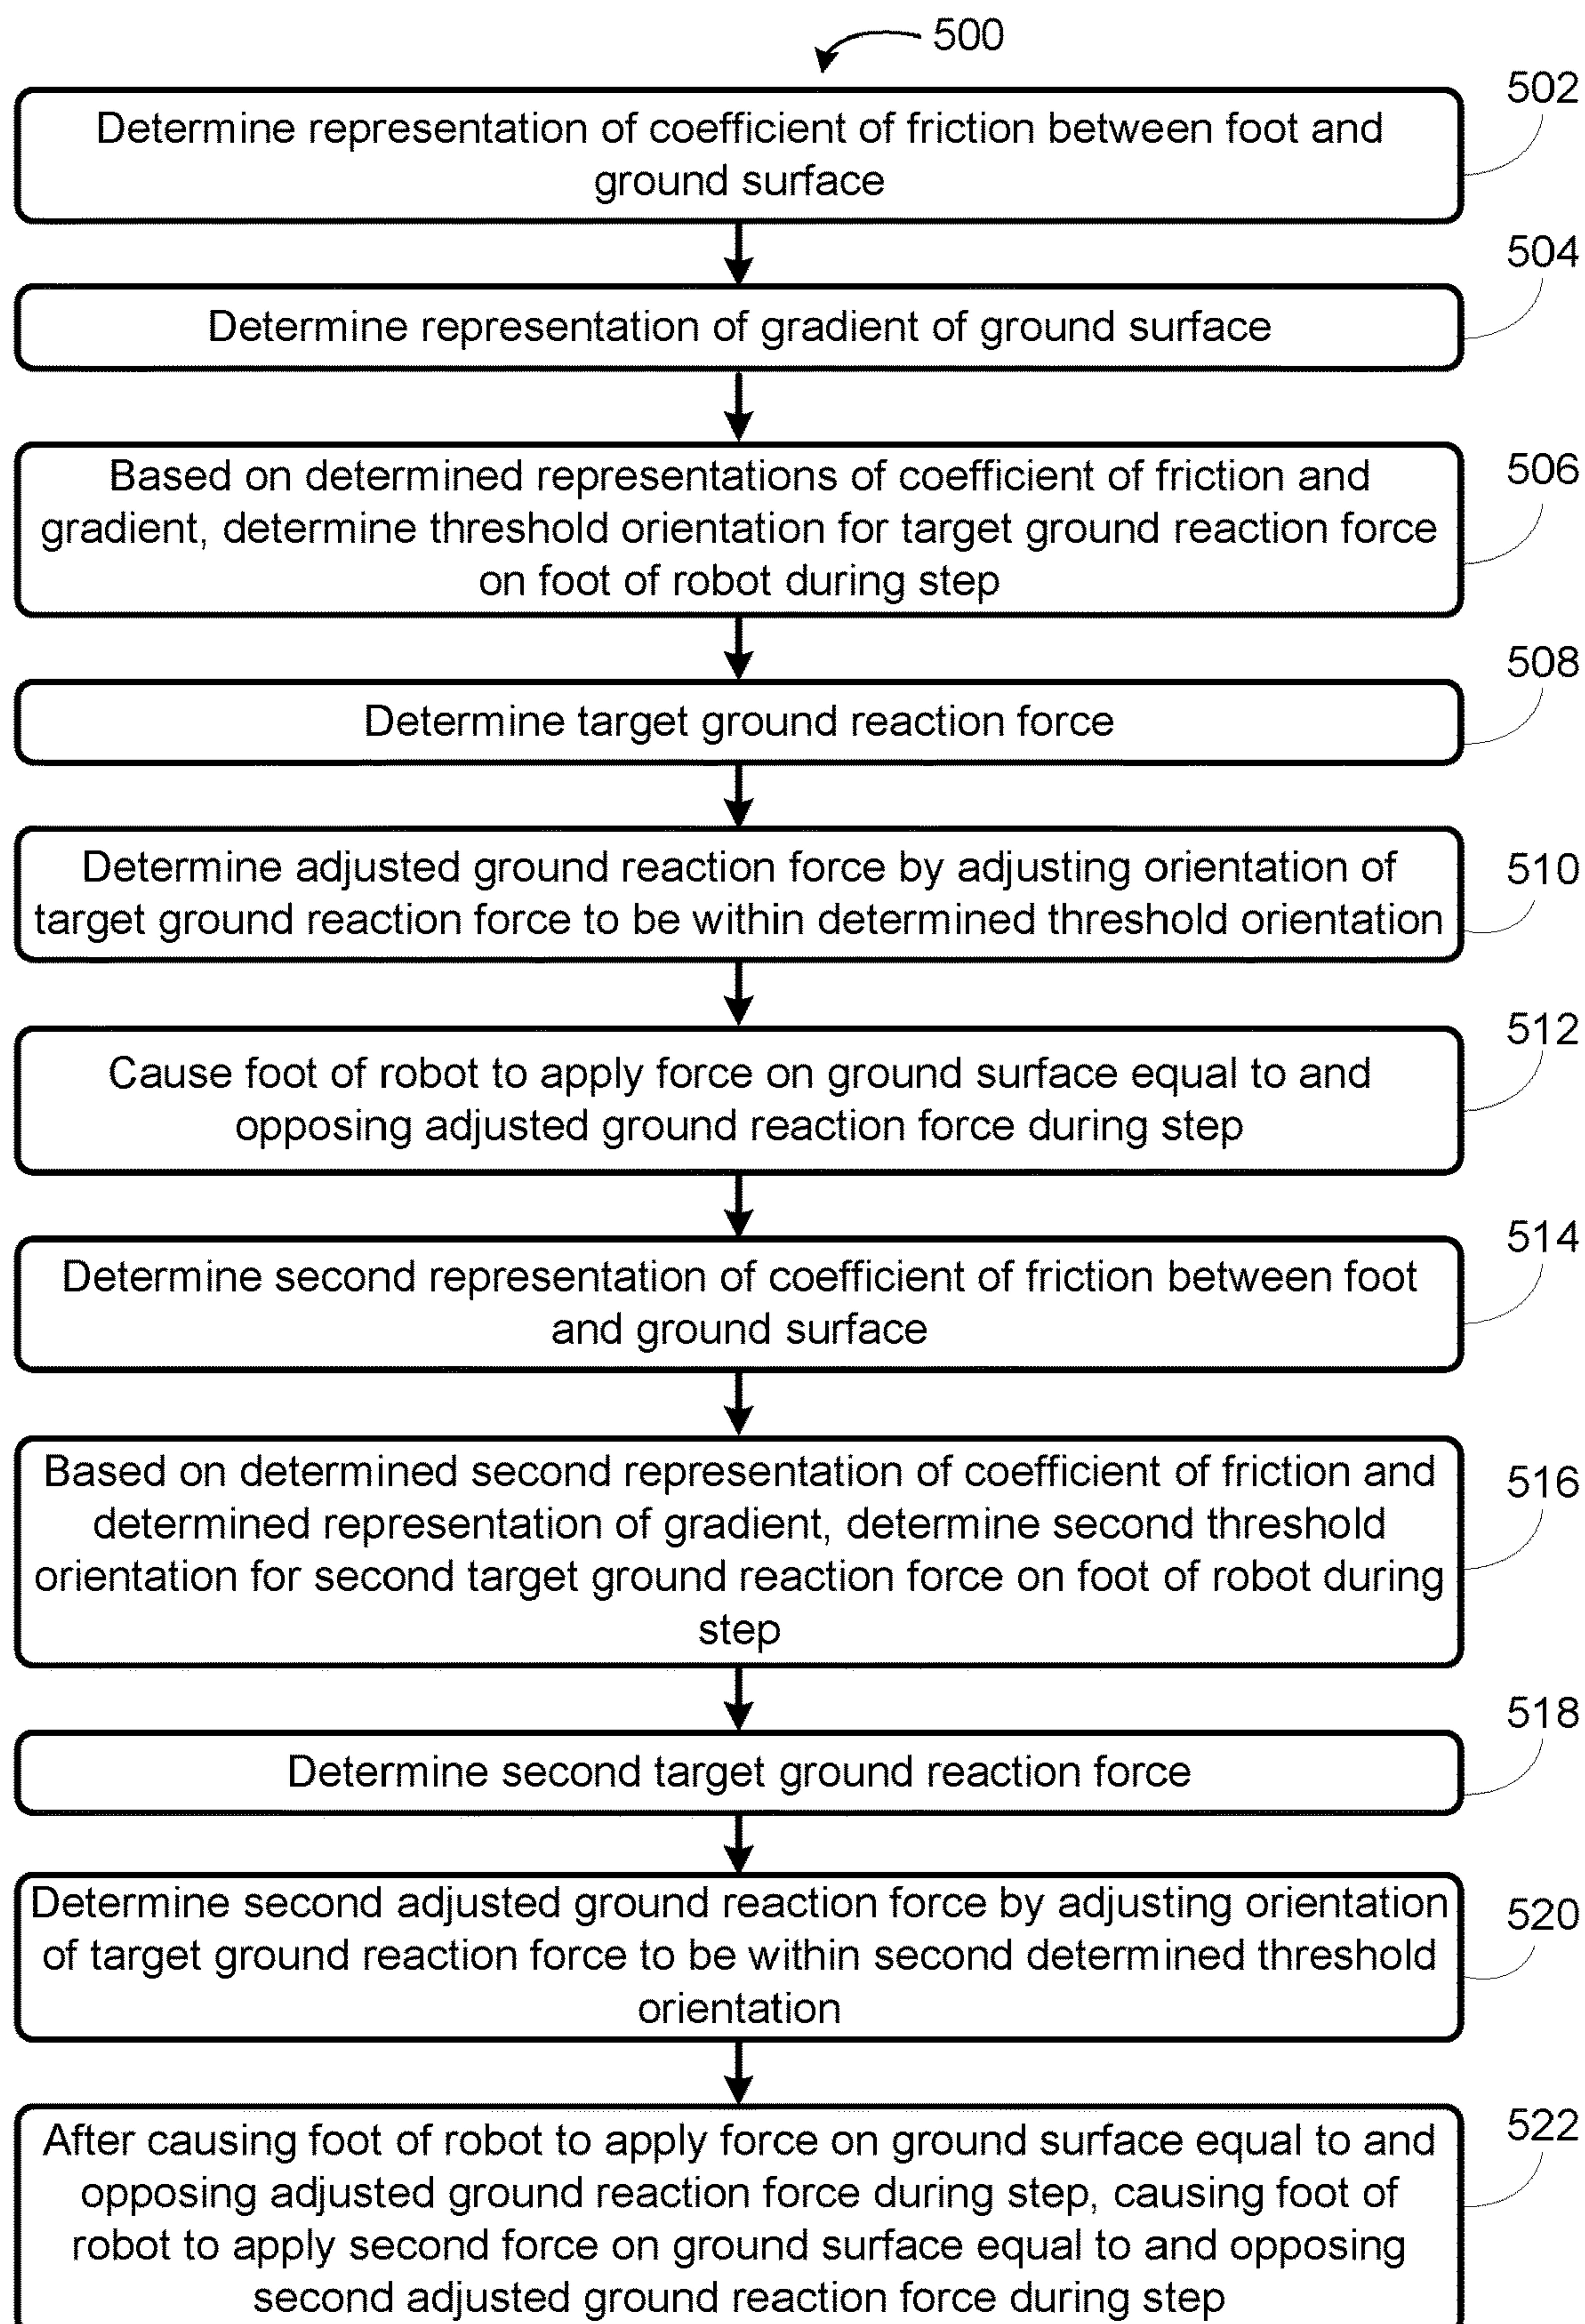 500
502
Determine representation of coefficient of friction between foot and
ground surface
504
Determine representation of gradient of ground surface
506
Based on determined representations of coefficient of friction and
gradient, determine threshold orientation for target ground reaction force
on foot of robot during step
508
Determine target ground reaction force
510
Determine adjusted ground reaction force by adjusting orientation of
target ground reaction force to be within determined threshold orientation
512
Cause foot of robot to apply force on ground surface equal to and
opposing adjusted ground reaction force during step
514
Determine second representation of coefficient of friction between foot
and ground surface
516
Based on determined second representation of coefficient of friction and
determined representation of gradient, determine second threshold
orientation for second target ground reaction force on foot of robot during
step
518
Determine second target ground reaction force
520
Determine second adjusted ground reaction force by adjusting orientation
of target ground reaction force to be within second determined threshold
orientation
522
After causing foot of robot to apply force on ground surface equal to and
opposing adjusted ground reaction force during step, causing foot of
robot to apply second force on ground surface equal to and opposing
second adjusted ground reaction force during step